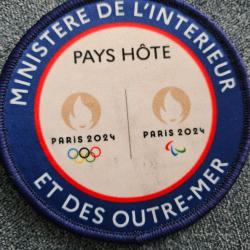 MINISTERE DE L'INTERIEUR
PAYS HÔTE
PARIS 2024
PARIS 2024
ET DES OUTRE-MER